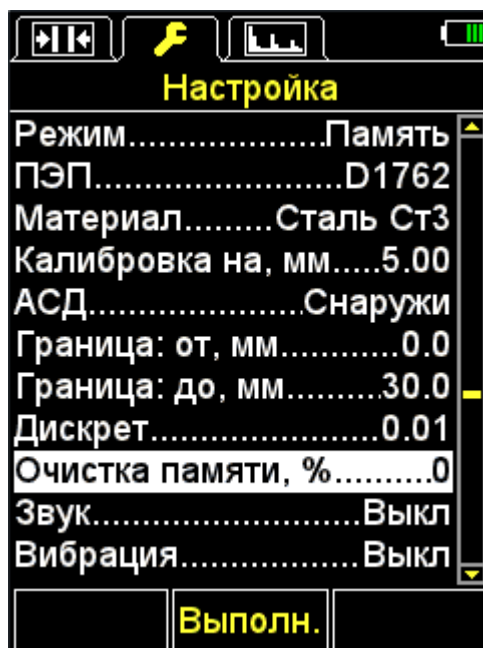 Настройка
Режим....................Память
ПЭП.......................D1762
Материал.........Сталь Ст3
Калибровка на, мм.....5.00
АСД......................Снаружи
Граница: от, мм............0.0
Граница: до, мм..........30.0
Дискрет......................0.01
Очистка памяти, %..........0
Звук.........................Выкл
Вибрация.................Выкл
Выполн.